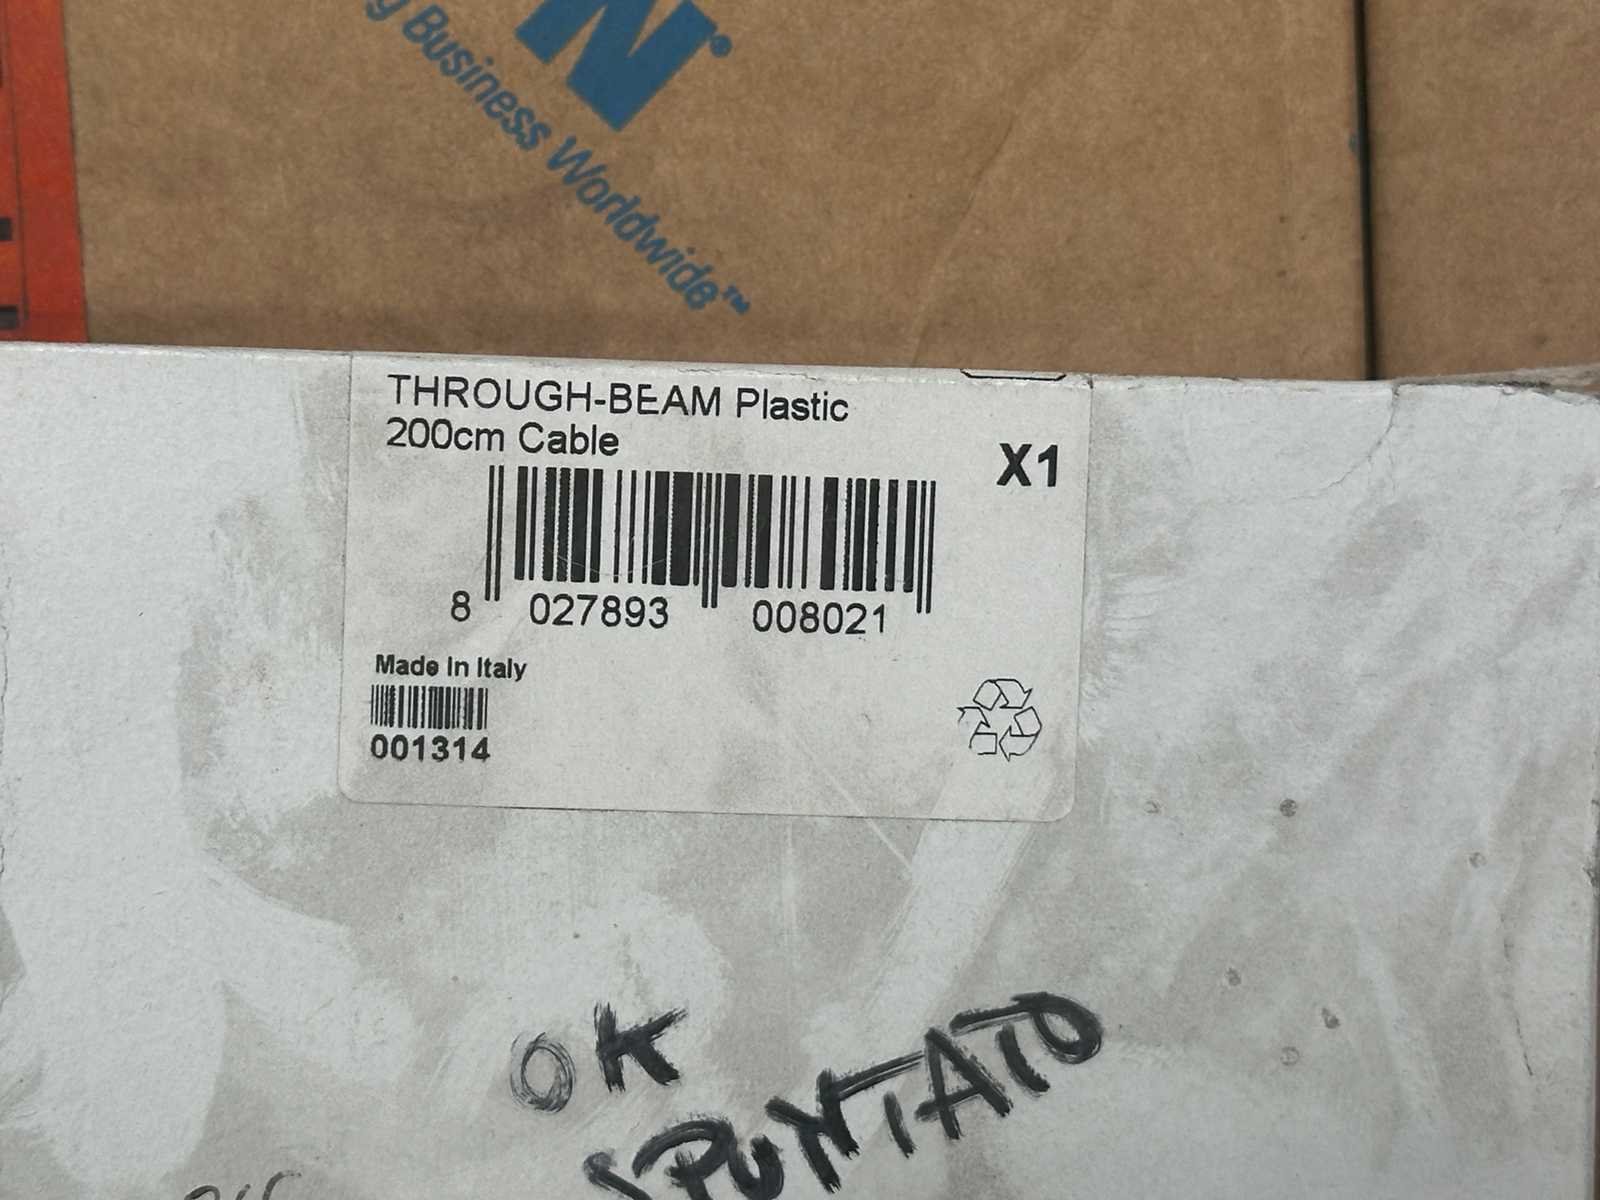 N®
g Business Worldwide™
THROUGH-BEAM Plastic
200cm Cable
X1
8 027893 008021
Made In Italy
001314
OK
SPUNTATO